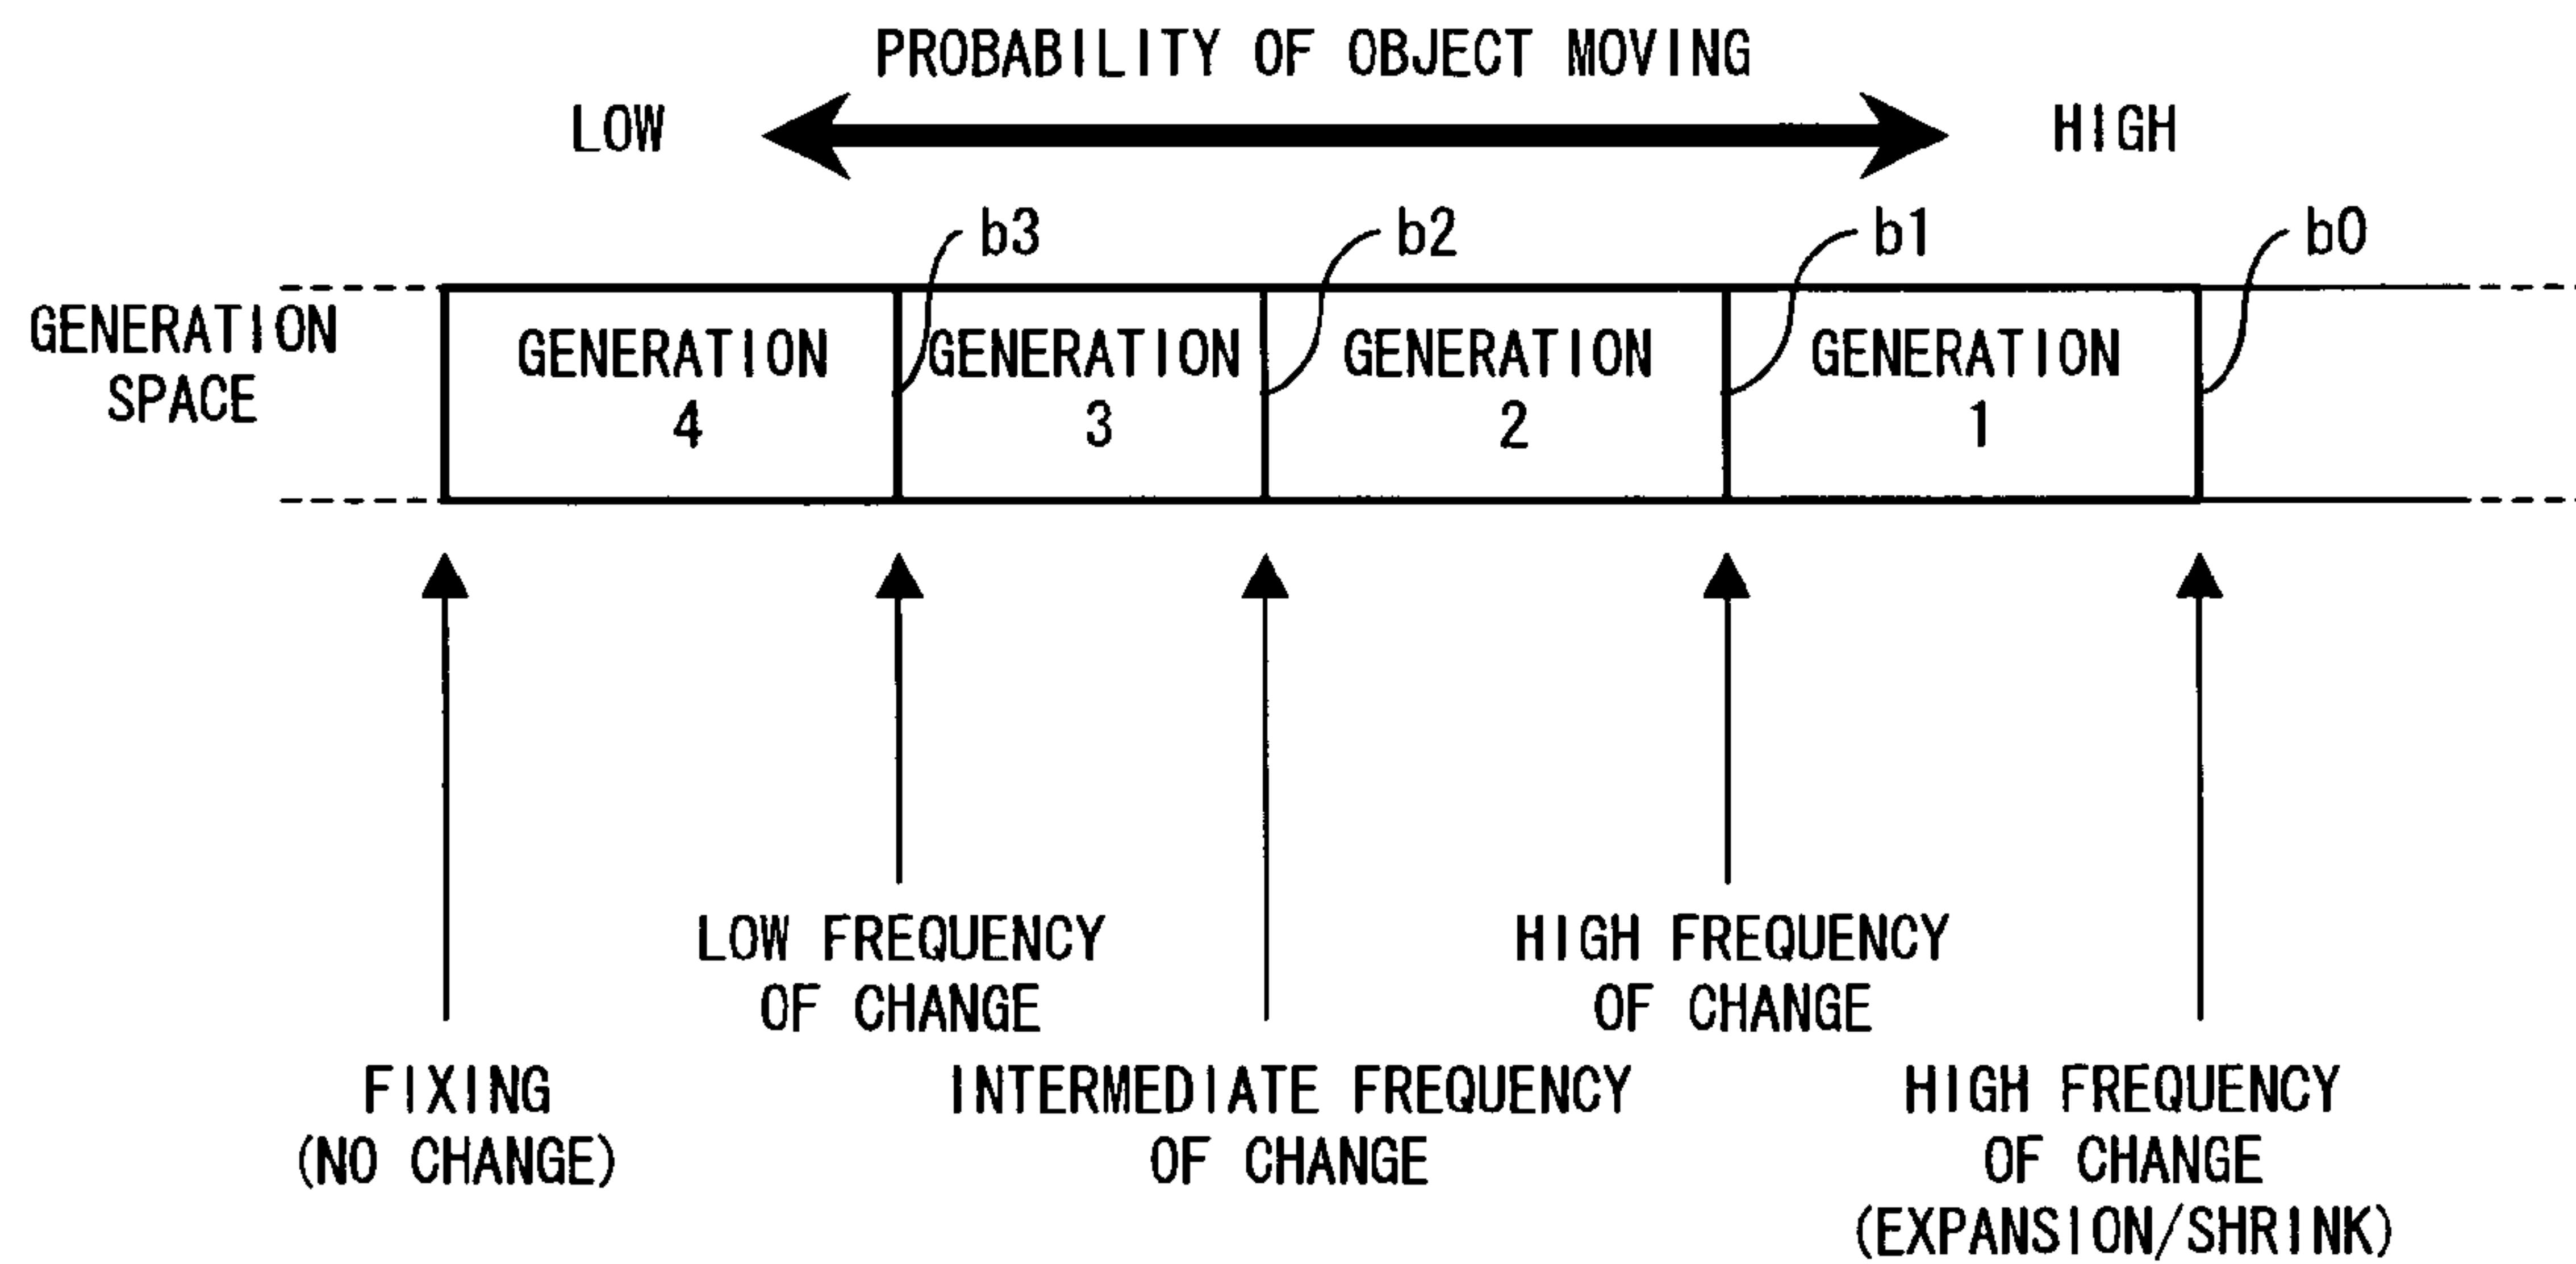 PROBABILITY OF OBJECT MOVING
LOW
HIGH
b3
b2
b1
b0
GENERATION
SPACE
GENERATION
4
GENERATION
3
GENERATION
2
GENERATION
1
LOW FREQUENCY
OF CHANGE
HIGH FREQUENCY
OF CHANGE
FIXING
(NO CHANGE)
INTERMEDIATE FREQUENCY
OF CHANGE
HIGH FREQUENCY
OF CHANGE
(EXPANSION/SHRINK)